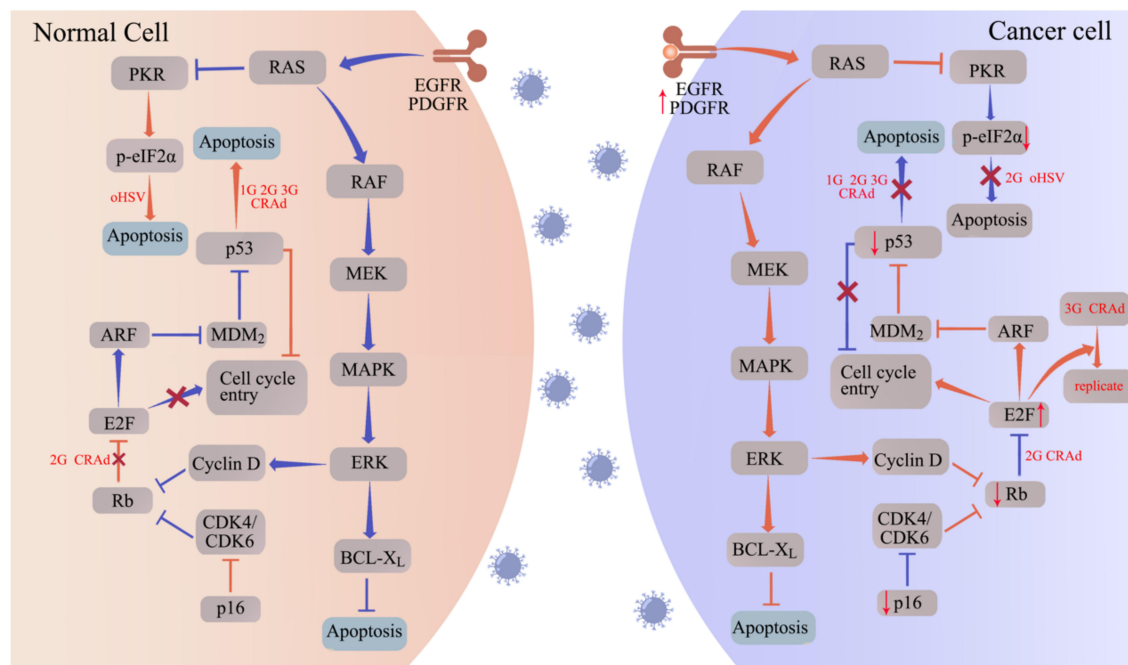 Normal Cell
PKR
RAS
EGFR
PDGFR
p-eIF2α
Apoptosis
oHSV
1G 2G 3G
CRAd
RAF
Apoptosis
p53
MEK
ARF
MDM₂
MAPK
Cell cycle
entry
E2F
2G CRAd
Cyclin D
ERK
Rb
CDK4/
CDK6
BCL-X_L
p16
Apoptosis
Cancer cell
EGFR
PDGFR
RAS
PKR
Apoptosis
p-eIF2α
RAF
1G 2G 3G
CRAd
2G oHSV
Apoptosis
p53
MEK
3G CRAd
MDM₂
ARF
MAPK
Cell cycle
entry
replicate
E2F
ERK
Cyclin D
2G CRAd
Rb
CDK4/
CDK6
BCL-X_L
p16
Apoptosis